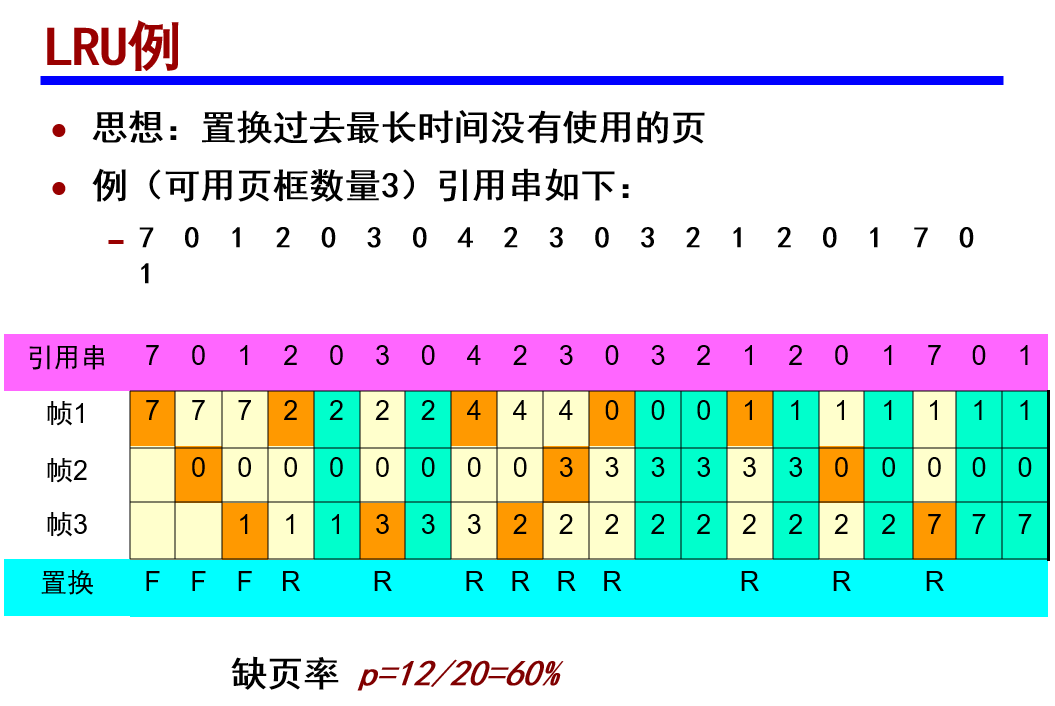 LRU例
● 思想：置换过去最长时间没有使用的页
● 例（可用页框数量3）引用串如下：
– 7 0 1 2 0 3 0 4 2 3 0 3 2 1 2 0 1 7 0
1
引用串 7 0 1 2 0 3 0 4 2 3 0 3 2 1 2 0 1 7 0 1
帧1 7 7 7 2 2 2 2 4 4 4 0 0 0 1 1 1 1 1 1 1
帧2 0 0 0 0 0 0 0 0 3 3 3 3 3 3 0 0 0 0 0
帧3 1 1 1 3 3 3 2 2 2 2 2 2 2 2 2 7 7 7
置换 F F F R R R R R R R R R
缺页率 p=12/20=60%